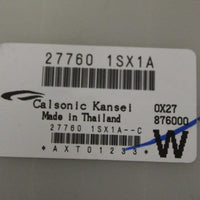 27760 1SX1A
Calsonic Kansei 0X27
Made in Thailand 876000
27760 1SX1A--C
W
*AXT01233*